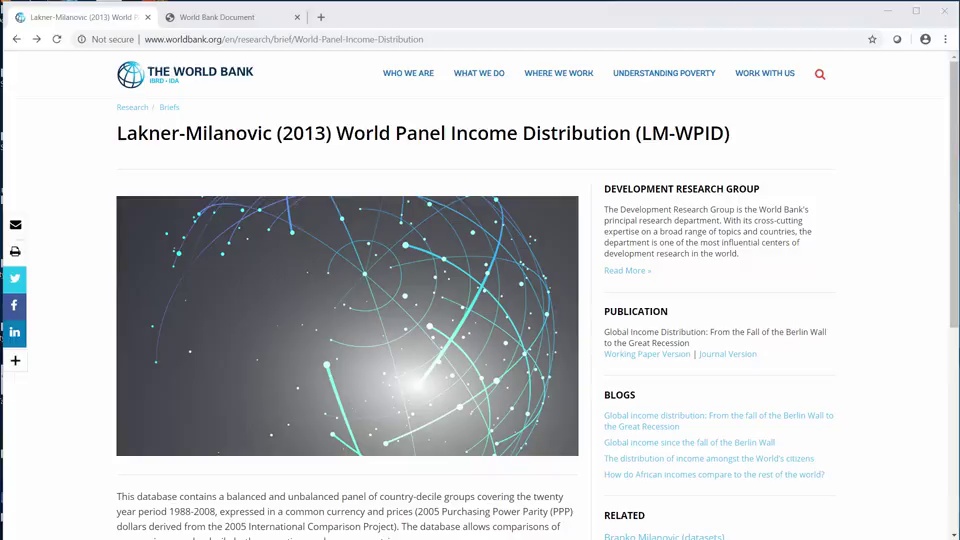 Lakner-Milanovic (2013) World P
World Bank Document
Not secure | www.worldbank.org/en/research/brief/World-Panel-Income-Distribution
THE WORLD BANK
IBRD • IDA
WHO WE ARE
WHAT WE DO
WHERE WE WORK
UNDERSTANDING POVERTY
WORK WITH US
Research / Briefs
Lakner-Milanovic (2013) World Panel Income Distribution (LM-WPID)
This database contains a balanced and unbalanced panel of country-decile groups covering the twenty
year period 1988-2008, expressed in a common currency and prices (2005 Purchasing Power Parity (PPP)
dollars derived from the 2005 International Comparison Project). The database allows comparisons of
DEVELOPMENT RESEARCH GROUP
The Development Research Group is the World Bank's
principal research department. With its cross-cutting
expertise on a broad range of topics and countries, the
department is one of the most influential centers of
development research in the world.
Read More »
PUBLICATION
Global Income Distribution: From the Fall of the Berlin Wall
to the Great Recession
Working Paper Version | Journal Version
BLOGS
Global income distribution: From the fall of the Berlin Wall to
the Great Recession
Global income since the fall of the Berlin Wall
The distribution of income amongst the World's citizens
How do African incomes compare to the rest of the world?
RELATED
Branko Milanovic (datasets)